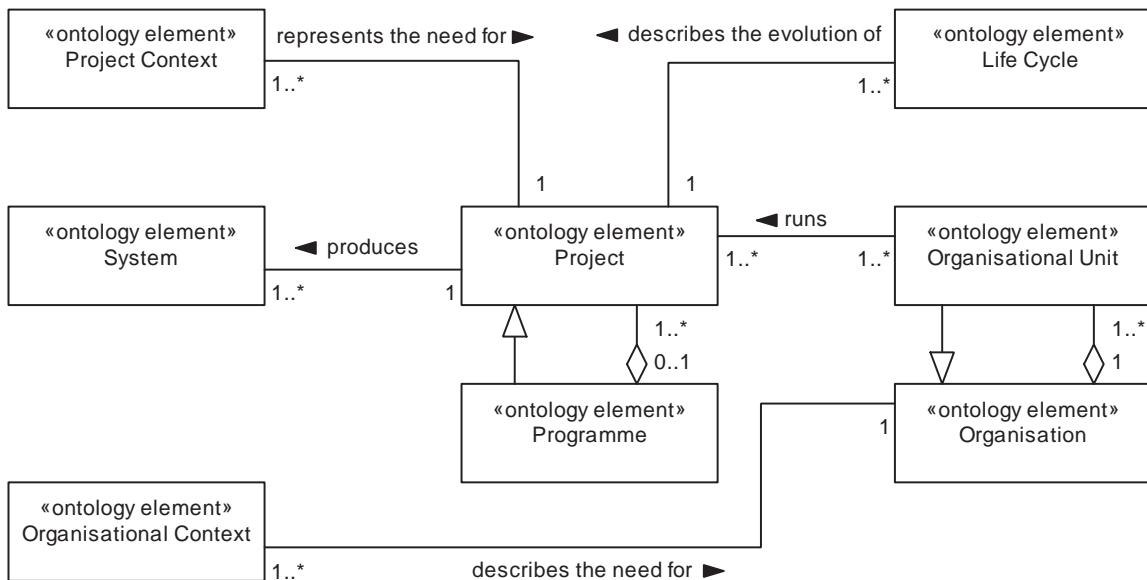 «ontology element»
Project Context
represents the need for ►
◄ describes the evolution of
«ontology element»
Life Cycle
1..*
1..*
1
1
«ontology element»
System
◄ produces
«ontology element»
Project
◄ runs
«ontology element»
Organisational Unit
1..*
1..*
1..*
1
1..*
0..1
1..*
1
«ontology element»
Programme
«ontology element»
Organisation
1
«ontology element»
Organisational Context
1..*
describes the need for ►